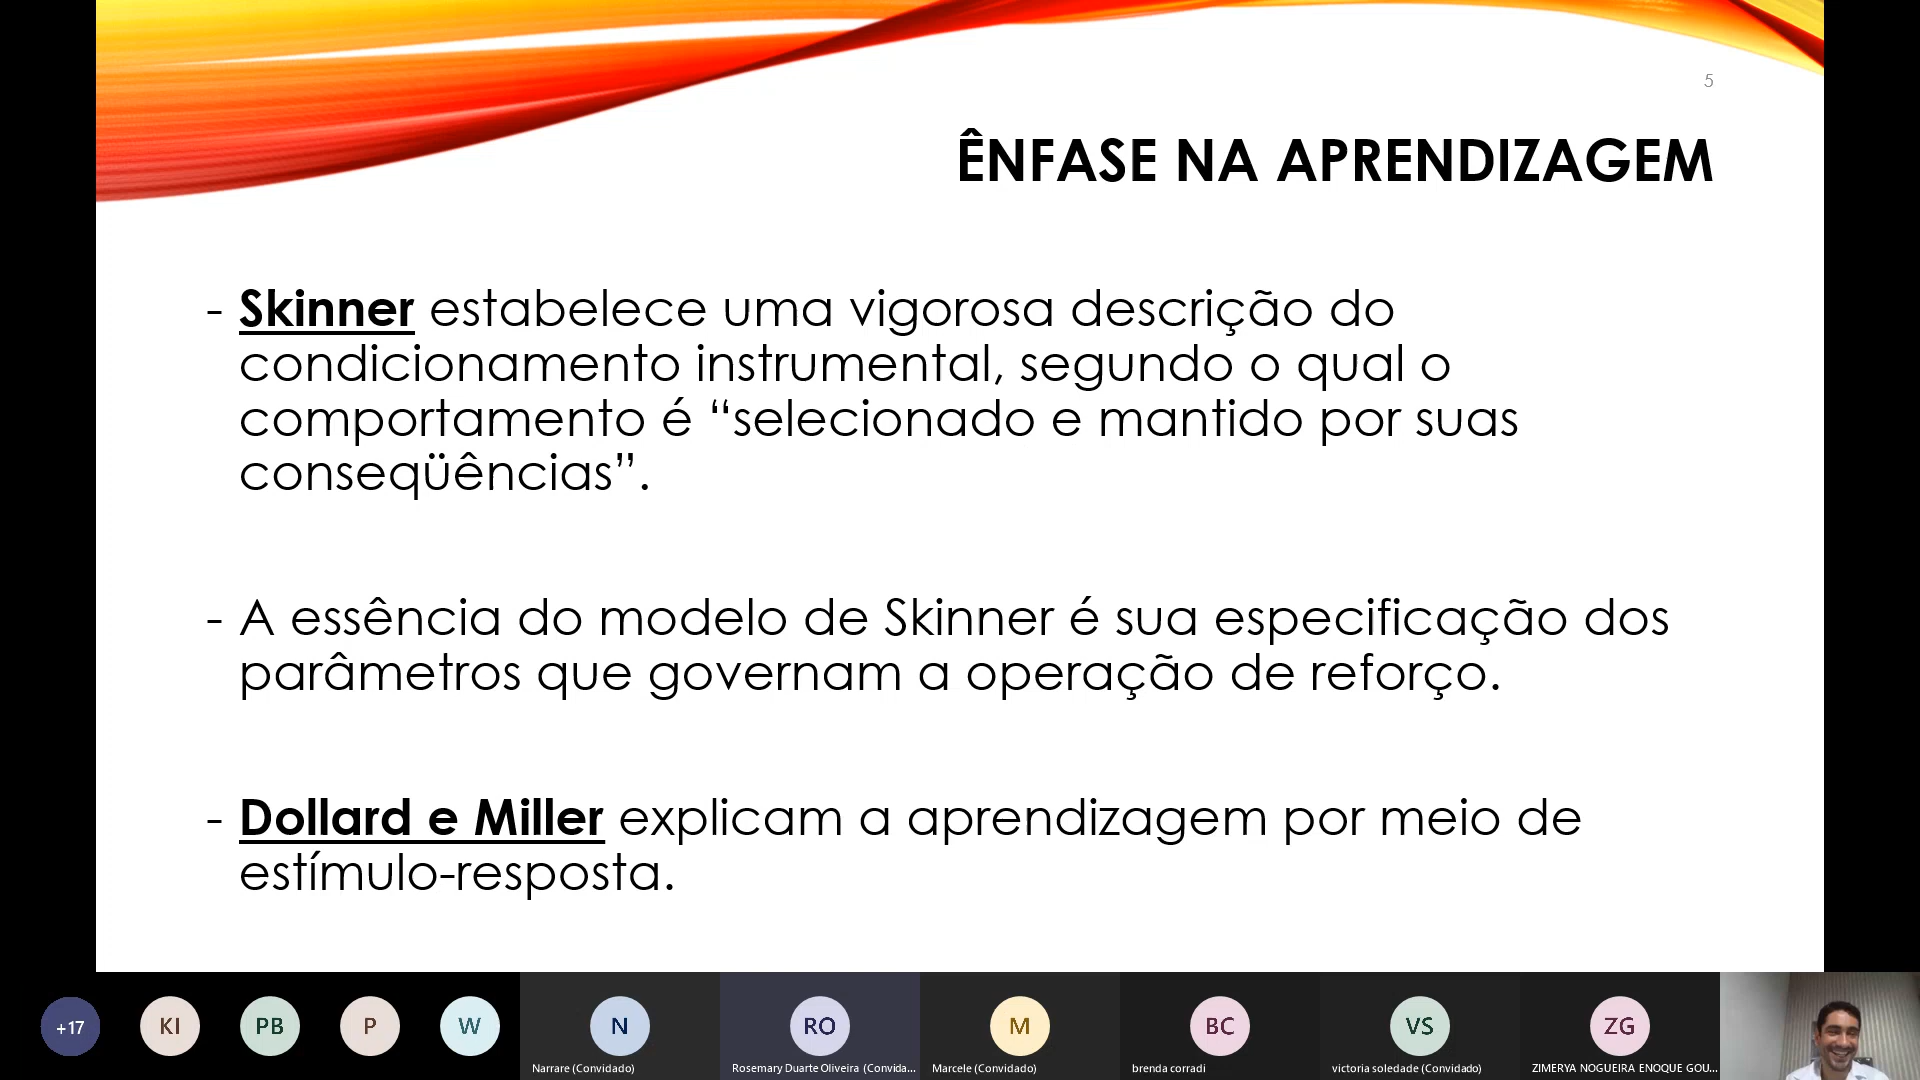 5
ÊNFASE NA APRENDIZAGEM
- Skinner estabelece uma vigorosa descrição do
condicionamento instrumental, segundo o qual o
comportamento é “selecionado e mantido por suas
conseqüências”.
- A essência do modelo de Skinner é sua especificação dos
parâmetros que governam a operação de reforço.
- Dollard e Miller explicam a aprendizagem por meio de
estímulo-resposta.
+17 KI PB P W N RO M BC VS ZG
Narrare (Convidado) Rosemary Duarte Oliveira (Convida... Marcele (Convidado) brenda corradi victoria soledade (Convidado) ZIMERYA NOGUEIRA ENOQUE GOU...